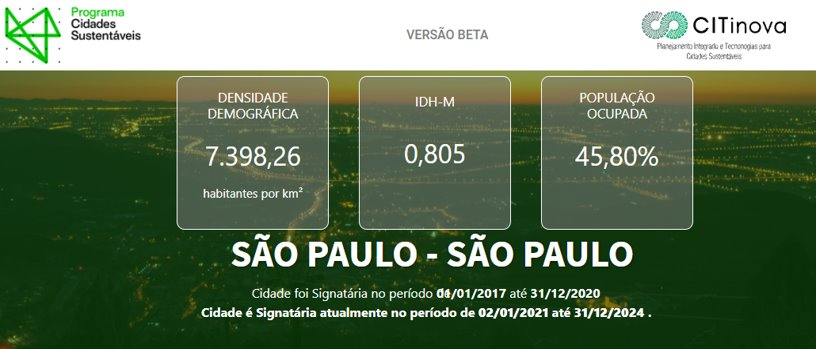 Programa
Cidades
Sustentáveis
VERSÃO BETA
CITinova
Planejamento Integrado e Tecnologias para
Cidades Sustentáveis
DENSIDADE
DEMOGRÁFICA
7.398,26
habitantes por km²
IDH-M
0,805
POPULAÇÃO
OCUPADA
45,80%
SÃO PAULO - SÃO PAULO
Cidade foi Signatária no período de 01/01/2017 até 31/12/2020
Cidade é Signatária atualmente no período de 02/01/2021 até 31/12/2024 .